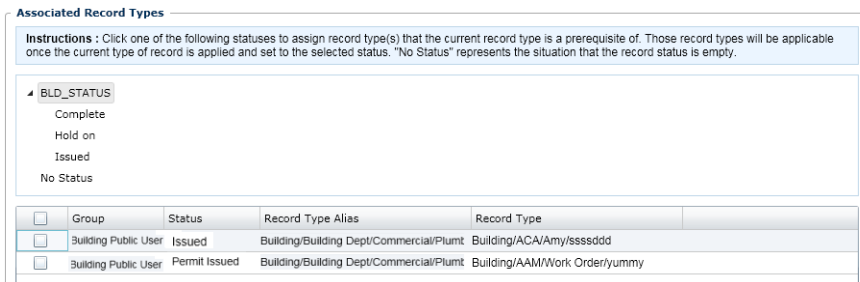 Associated Record Types
Instructions : Click one of the following statuses to assign record type(s) that the current record type is a prerequisite of. Those record types will be applicable
once the current type of record is applied and set to the selected status. "No Status" represents the situation that the record status is empty.
BLD_STATUS
Complete
Hold on
Issued
No Status
Group Status Record Type Alias Record Type
Building Public User Issued Building/Building Dept/Commercial/Plumb Building/ACA/Amy/ssssddd
Building Public User Permit Issued Building/Building Dept/Commercial/Plumb Building/AAM/Work Order/yummy